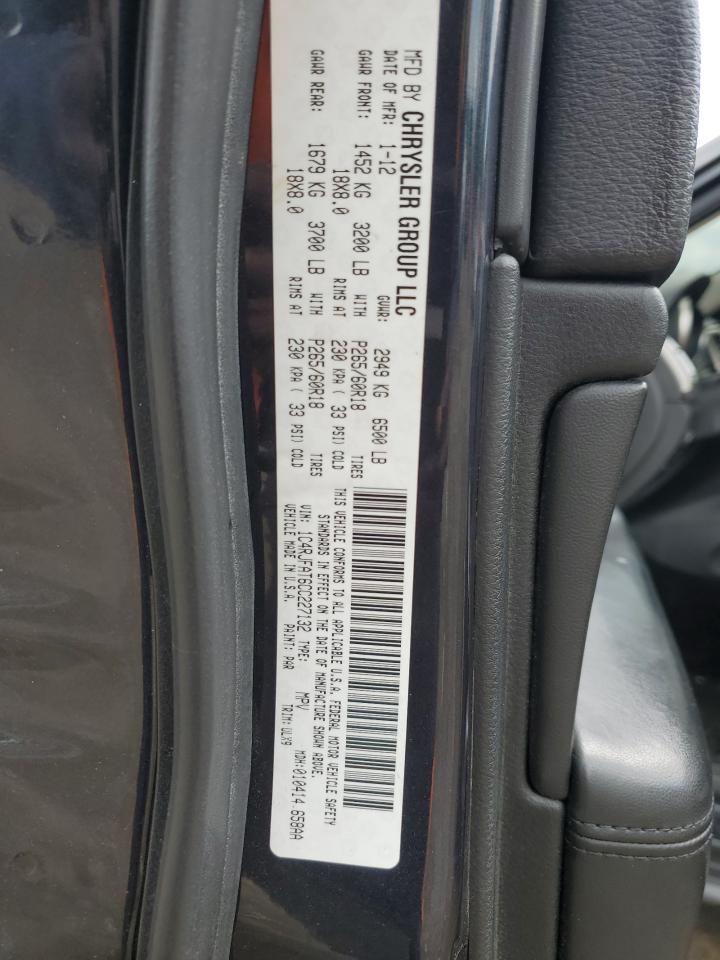 MFD BY CHRYSLER GROUP LLC
DATE OF MFR: 1-12 GVWR: 2949 KG 6500 LB
GAWR FRONT: 1452 KG 3200 LB WITH P265/60R18 TIRES
18X8.0 RIMS AT 230 KPA ( 33 PSI) COLD
GAWR REAR: 1679 KG 3700 LB WITH P265/60R18 TIRES
18X8.0 RIMS AT 230 KPA ( 33 PSI) COLD
THIS VEHICLE CONFORMS TO ALL APPLICABLE U.S.A. FEDERAL MOTOR VEHICLE SAFETY
STANDARDS IN EFFECT ON THE DATE OF MANUFACTURE SHOWN ABOVE.
VIN: 1C4RJFAT6CC227132 TYPE: MPV MDH:010414 658AA
VEHICLE MADE IN U.S.A. PAINT: PAR TRIM: ULX9